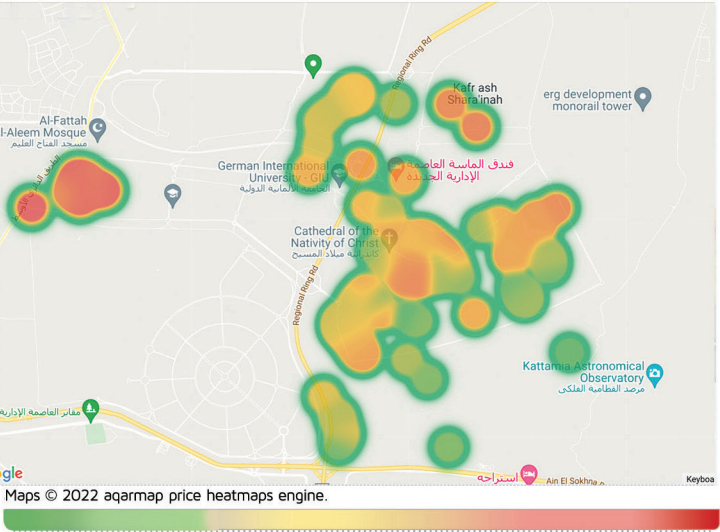 Regional Ring Rd
Kafr ash
Shara'inah
erg development
monorail tower
Al-Fattah
l-Aleem Mosque
مسجد الفتاح العليم
German International
University - GIU
الجامعة الألمانية الدولية
فندق الماسة العاصمة
الإدارية الجديدة
Cathedral of the
Nativity of Christ
كاتدرائية ميلاد المسيح
Regional Ring Rd
Kattamia Astronomical
Observatory
مرصد القطامية الفلكى
مقابر العاصمة الإدارية
gle
استراحة
Ain El Sokhna
Keyboa
Maps © 2022 aqarmap price heatmaps engine.